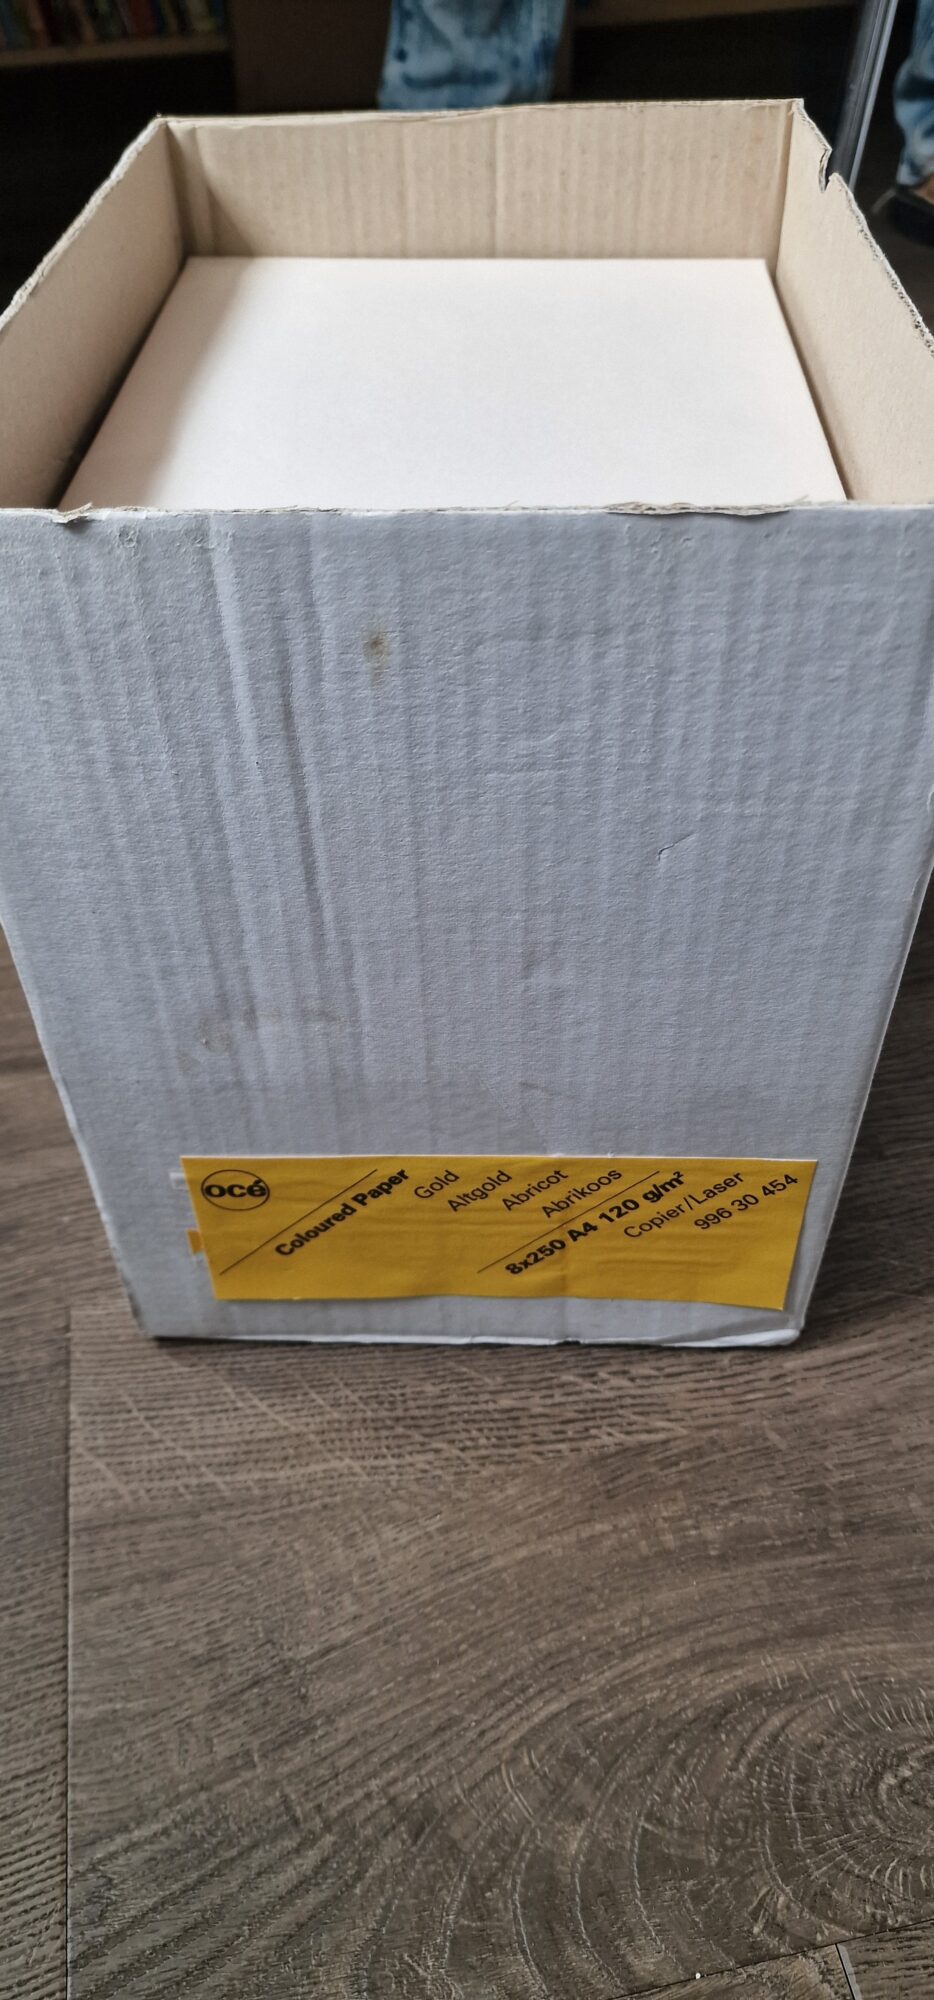 océ
Coloured Paper
Gold
Altgold
Abricot
Abrikoos
8x250 A4 120 g/m²
Copier/Laser
996 30 454